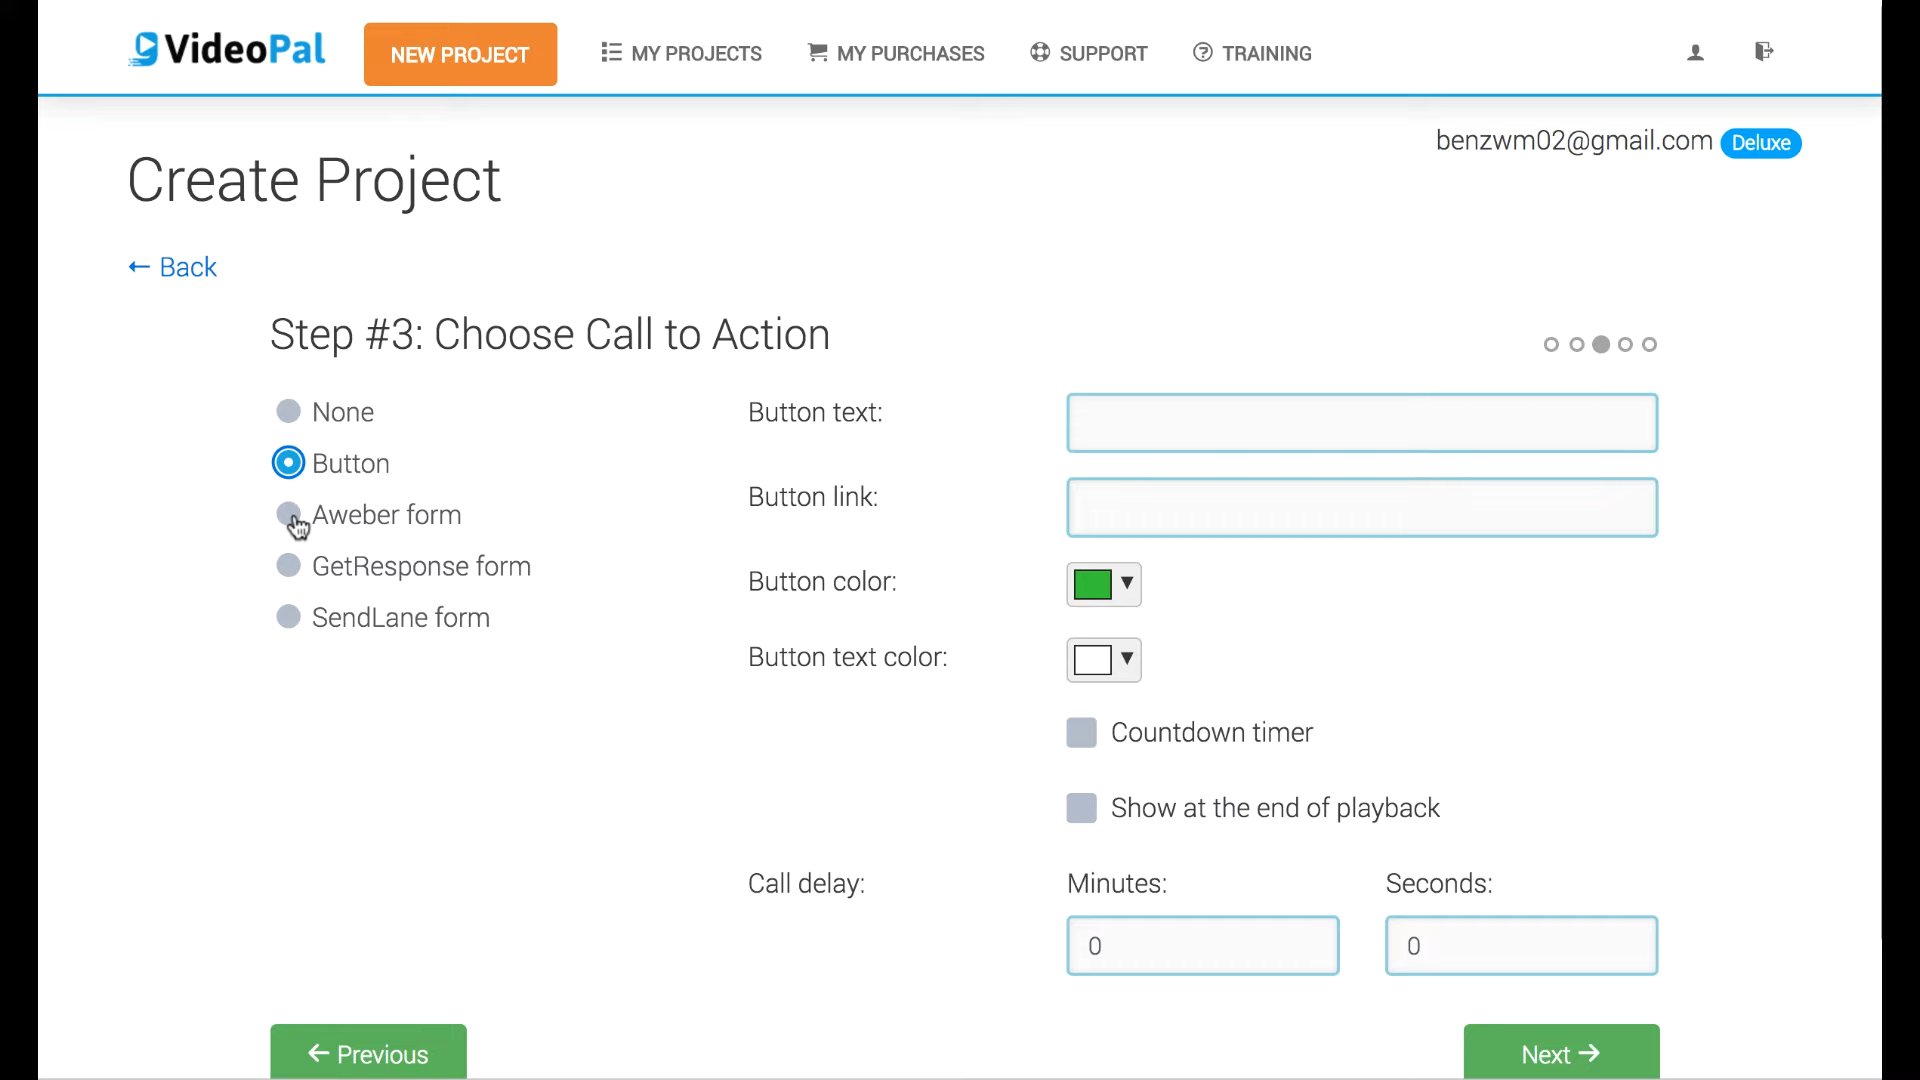 VideoPal
NEW PROJECT
MY PROJECTS
MY PURCHASES
SUPPORT
TRAINING
benzwm02@gmail.com Deluxe
Create Project
← Back
Step #3: Choose Call to Action
None
Button
Aweber form
GetResponse form
SendLane form
Button text:
Button link:
Button color:
Button text color:
Countdown timer
Show at the end of playback
Call delay:
Minutes:
Seconds:
0
0
← Previous
Next →